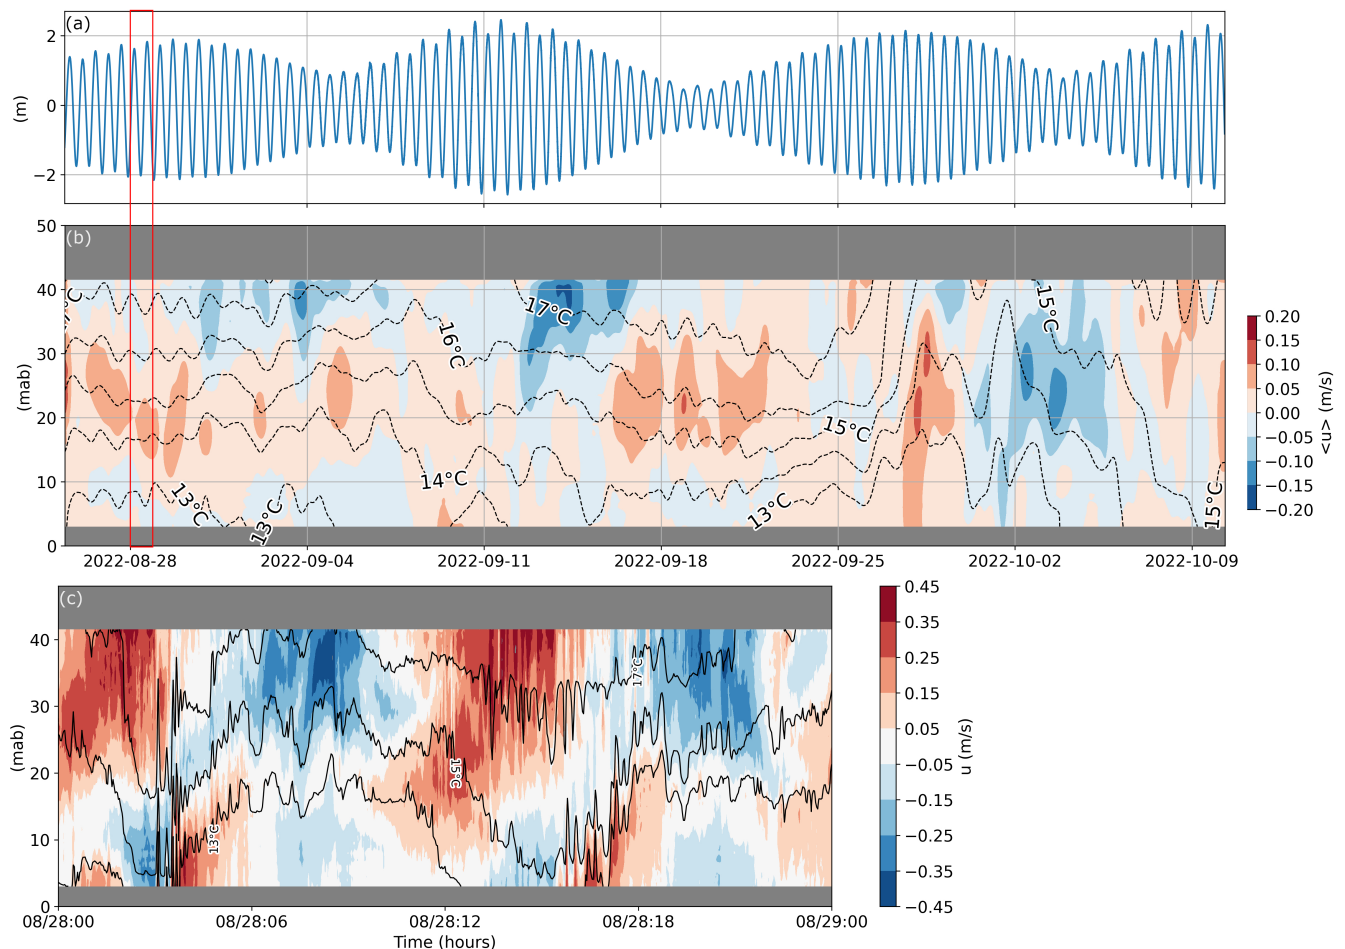 (a)
2
0
−2
(m)
(b)
50
40
30
20
10
0
(mab)
17°C
16°C
15°C
15°C
14°C
13°C
13°C
13°C
15°C
2022-08-28
2022-09-04
2022-09-11
2022-09-18
2022-09-25
2022-10-02
2022-10-09
0.20
0.15
0.10
0.05
0.00
−0.05
−0.10
−0.15
−0.20
<u> (m/s)
(c)
40
30
20
10
0
(mab)
17°C
15°C
13°C
08/28:00
08/28:06
08/28:12
08/28:18
08/29:00
Time (hours)
0.45
0.35
0.25
0.15
0.05
−0.05
−0.15
−0.25
−0.35
−0.45
u (m/s)